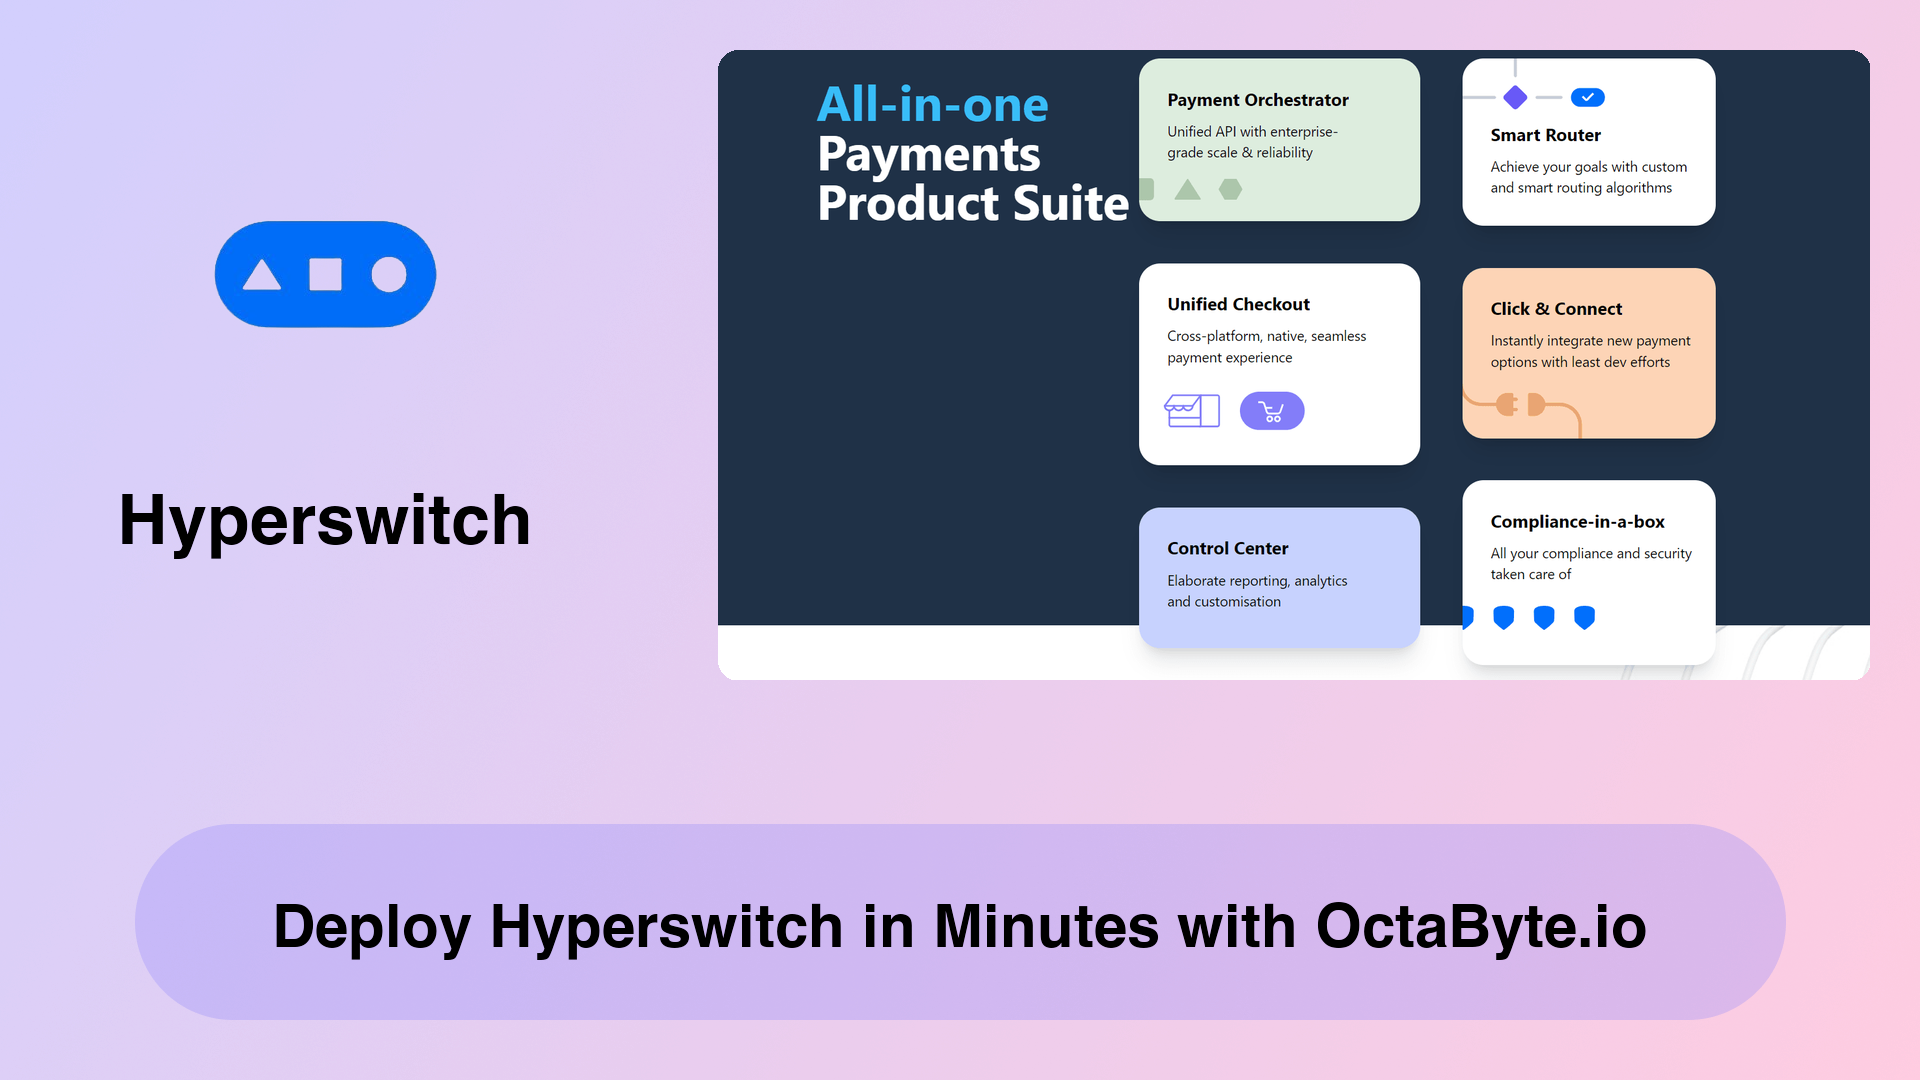 Hyperswitch
All-in-one
Payments
Product Suite
Payment Orchestrator
Unified API with enterprise-
grade scale & reliability
Smart Router
Achieve your goals with custom
and smart routing algorithms
Unified Checkout
Cross-platform, native, seamless
payment experience
Click & Connect
Instantly integrate new payment
options with least dev efforts
Control Center
Elaborate reporting, analytics
and customisation
Compliance-in-a-box
All your compliance and security
taken care of
Deploy Hyperswitch in Minutes with OctaByte.io